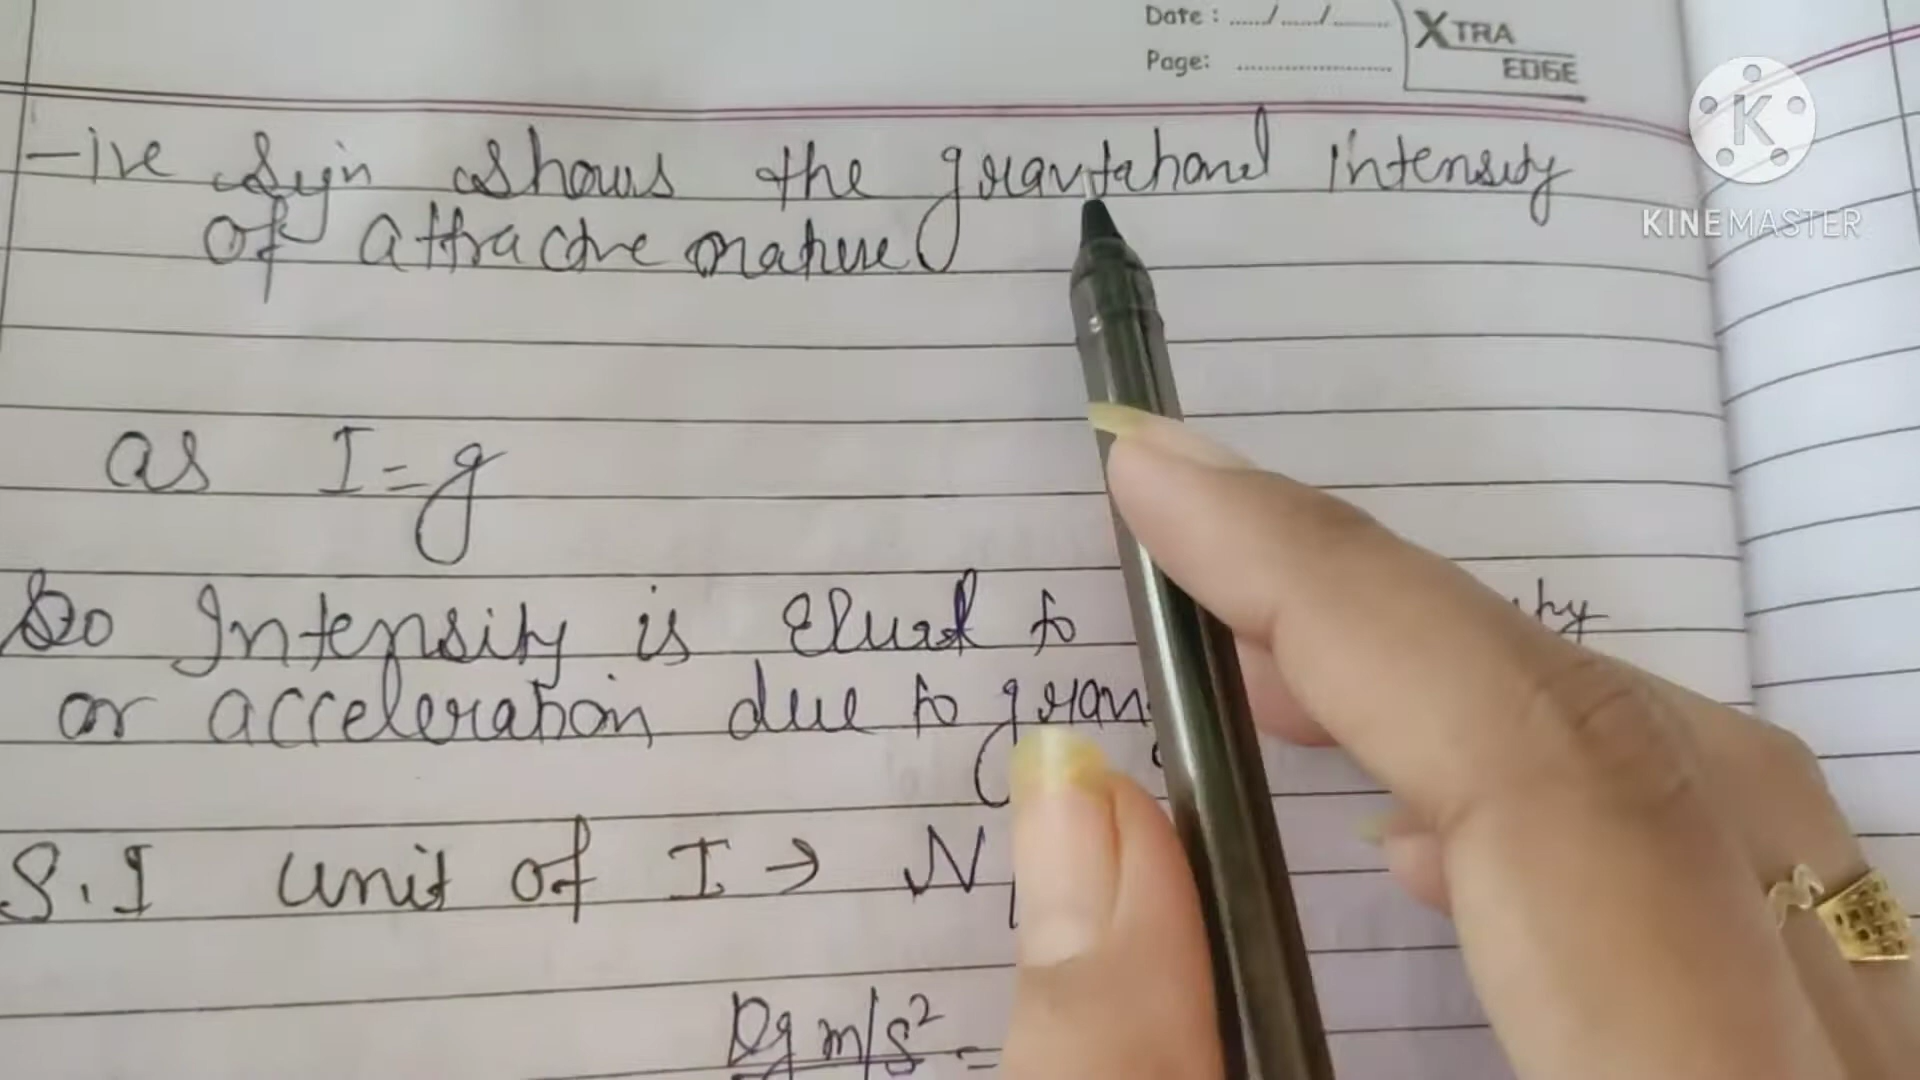 Date : ....../....../.........
Page: ........................
XTRA
EDGE
K
KINEMASTER
-ive sign shows the gravitational intensity
of attractive nature
as I = g
So Intensity is equal to
or acceleration due to grav
S.I unit of I → N/
kg m/s² =